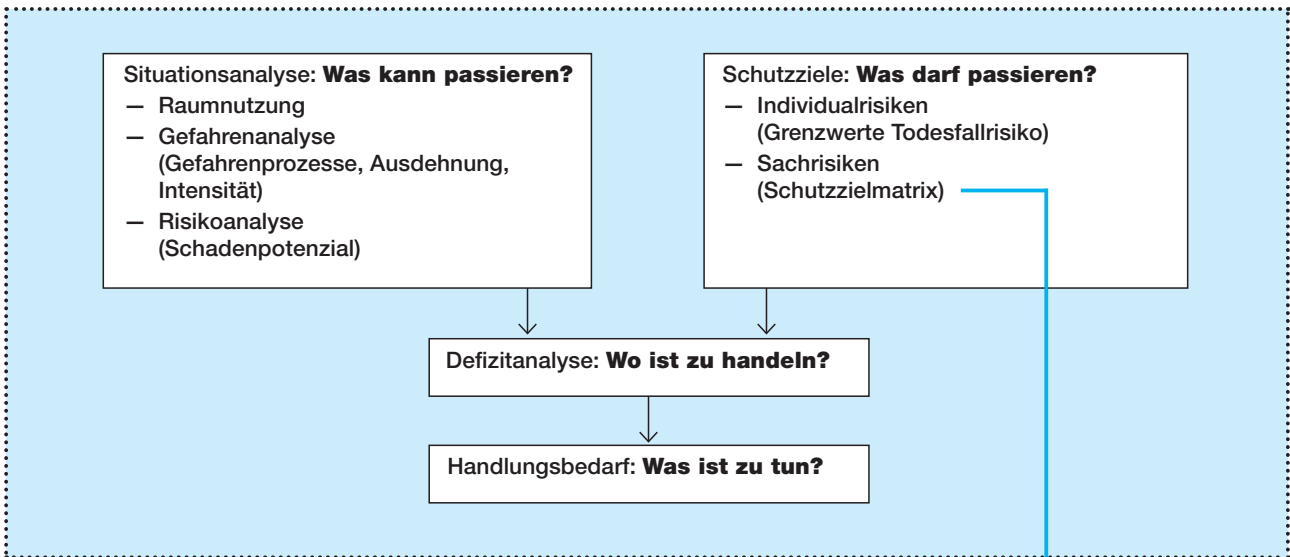 Situationsanalyse: Was kann passieren?
— Raumnutzung
— Gefahrenanalyse
(Gefahrenprozesse, Ausdehnung,
Intensität)
— Risikoanalyse
(Schadenpotenzial)
Schutzziele: Was darf passieren?
— Individualrisiken
(Grenzwerte Todesfallrisiko)
— Sachrisiken
(Schutzzielmatrix)
Defizitanalyse: Wo ist zu handeln?
Handlungsbedarf: Was ist zu tun?